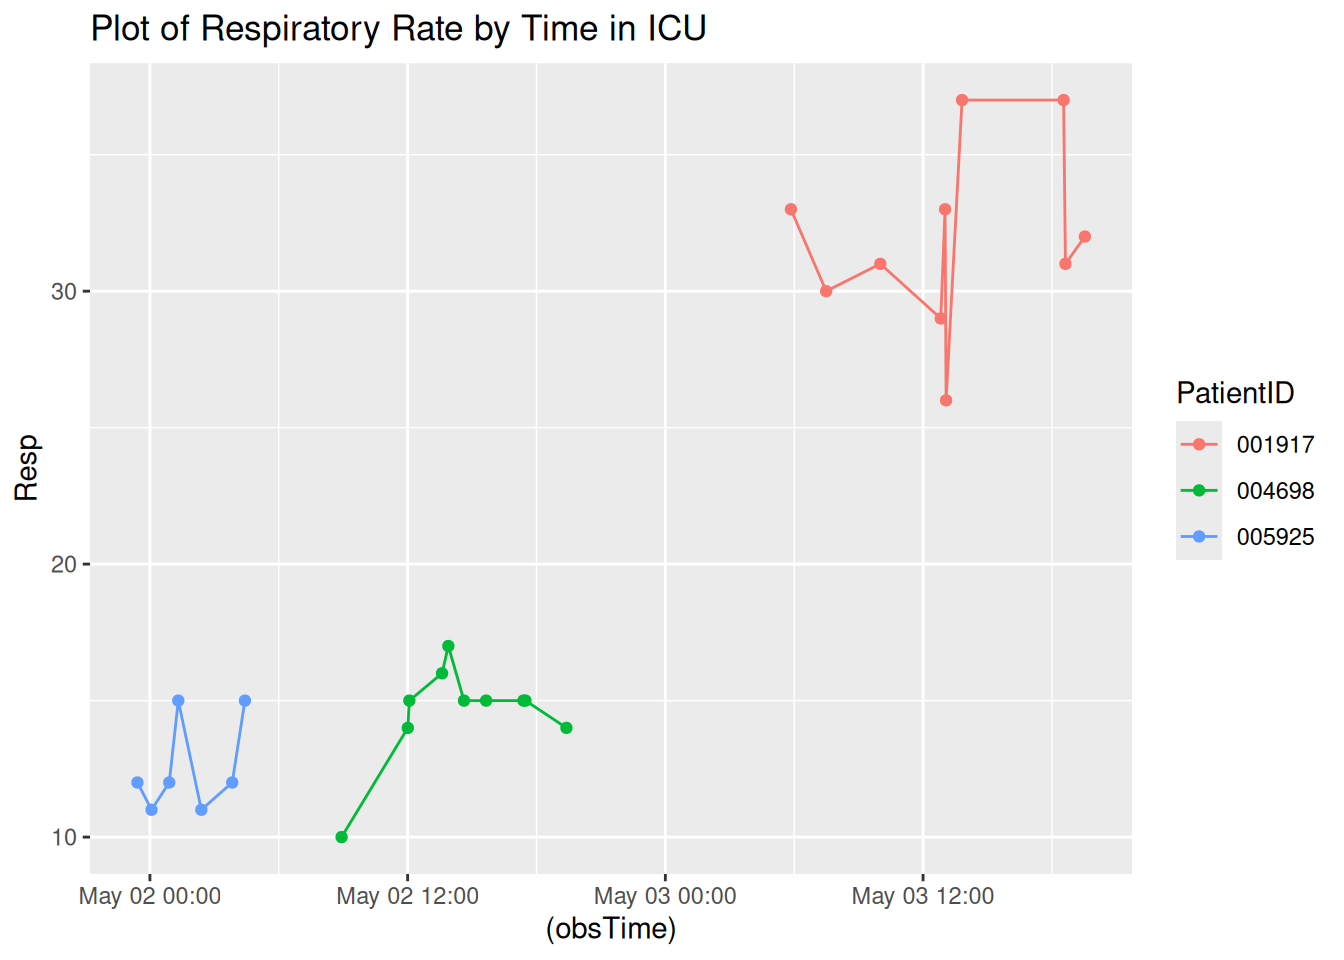 Plot of Respiratory Rate by Time in ICU
Resp
30
20
10
May 02 00:00
May 02 12:00
May 03 00:00
May 03 12:00
(obsTime)
PatientID
001917
004698
005925